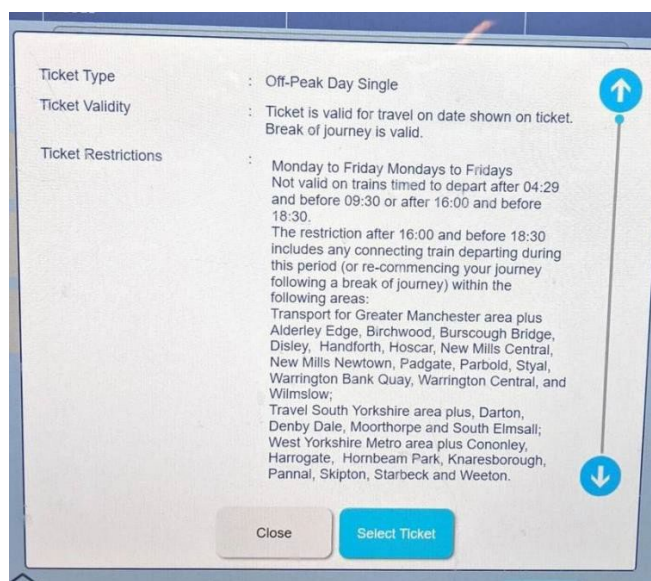 Ticket Type : Off-Peak Day Single
Ticket Validity : Ticket is valid for travel on date shown on ticket.
Break of journey is valid.
Ticket Restrictions :
Monday to Friday Mondays to Fridays
Not valid on trains timed to depart after 04:29
and before 09:30 or after 16:00 and before
18:30.
The restriction after 16:00 and before 18:30
includes any connecting train departing during
this period (or re-commencing your journey
following a break of journey) within the
following areas:
Transport for Greater Manchester area plus
Alderley Edge, Birchwood, Burscough Bridge,
Disley, Handforth, Hoscar, New Mills Central,
New Mills Newtown, Padgate, Parbold, Styal,
Warrington Bank Quay, Warrington Central, and
Wilmslow;
Travel South Yorkshire area plus, Darton,
Denby Dale, Moorthorpe and South Elmsall;
West Yorkshire Metro area plus Cononley,
Harrogate, Hornbeam Park, Knaresborough,
Pannal, Skipton, Starbeck and Weeton.
Close
Select Ticket